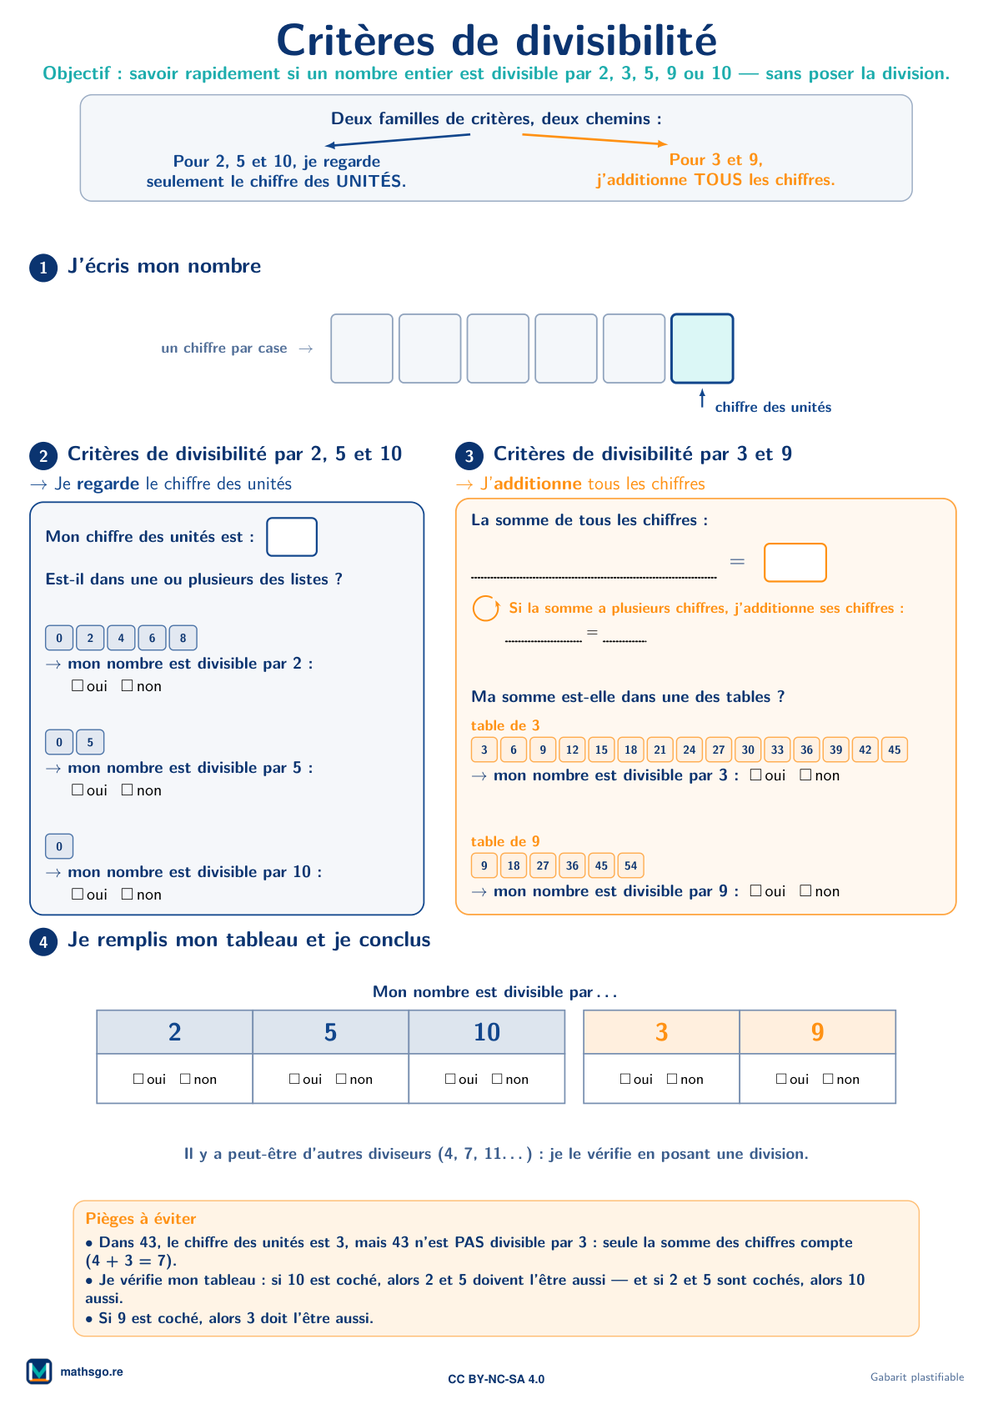 Critères de divisibilité
Objectif : savoir rapidement si un nombre entier est divisible par 2, 3, 5, 9 ou 10 — sans poser la division.
Deux familles de critères, deux chemins :
Pour 2, 5 et 10, je regarde
seulement le chiffre des UNITÉS.
Pour 3 et 9,
j'additionne TOUS les chiffres.
1 J'écris mon nombre
un chiffre par case →
chiffre des unités
2 Critères de divisibilité par 2, 5 et 10
→ Je regarde le chiffre des unités
Mon chiffre des unités est :
Est-il dans une ou plusieurs des listes ?
0 2 4 6 8
→ mon nombre est divisible par 2 :
☐ oui ☐ non
0 5
→ mon nombre est divisible par 5 :
☐ oui ☐ non
0
→ mon nombre est divisible par 10 :
☐ oui ☐ non
3 Critères de divisibilité par 3 et 9
→ J'additionne tous les chiffres
La somme de tous les chiffres :
=
Si la somme a plusieurs chiffres, j'additionne ses chiffres :
=
Ma somme est-elle dans une des tables ?
table de 3
3 6 9 12 15 18 21 24 27 30 33 36 39 42 45
→ mon nombre est divisible par 3 : ☐ oui ☐ non
table de 9
9 18 27 36 45 54
→ mon nombre est divisible par 9 : ☐ oui ☐ non
4 Je remplis mon tableau et je conclus
Mon nombre est divisible par...
2 5 10 3 9
☐ oui ☐ non ☐ oui ☐ non ☐ oui ☐ non ☐ oui ☐ non ☐ oui ☐ non
Il y a peut-être d'autres diviseurs (4, 7, 11...) : je le vérifie en posant une division.
Pièges à éviter
• Dans 43, le chiffre des unités est 3, mais 43 n'est PAS divisible par 3 : seule la somme des chiffres compte
(4 + 3 = 7).
• Je vérifie mon tableau : si 10 est coché, alors 2 et 5 doivent l'être aussi — et si 2 et 5 sont cochés, alors 10
aussi.
• Si 9 est coché, alors 3 doit l'être aussi.
mathsgo.re
CC BY-NC-SA 4.0
Gabarit plastifiable